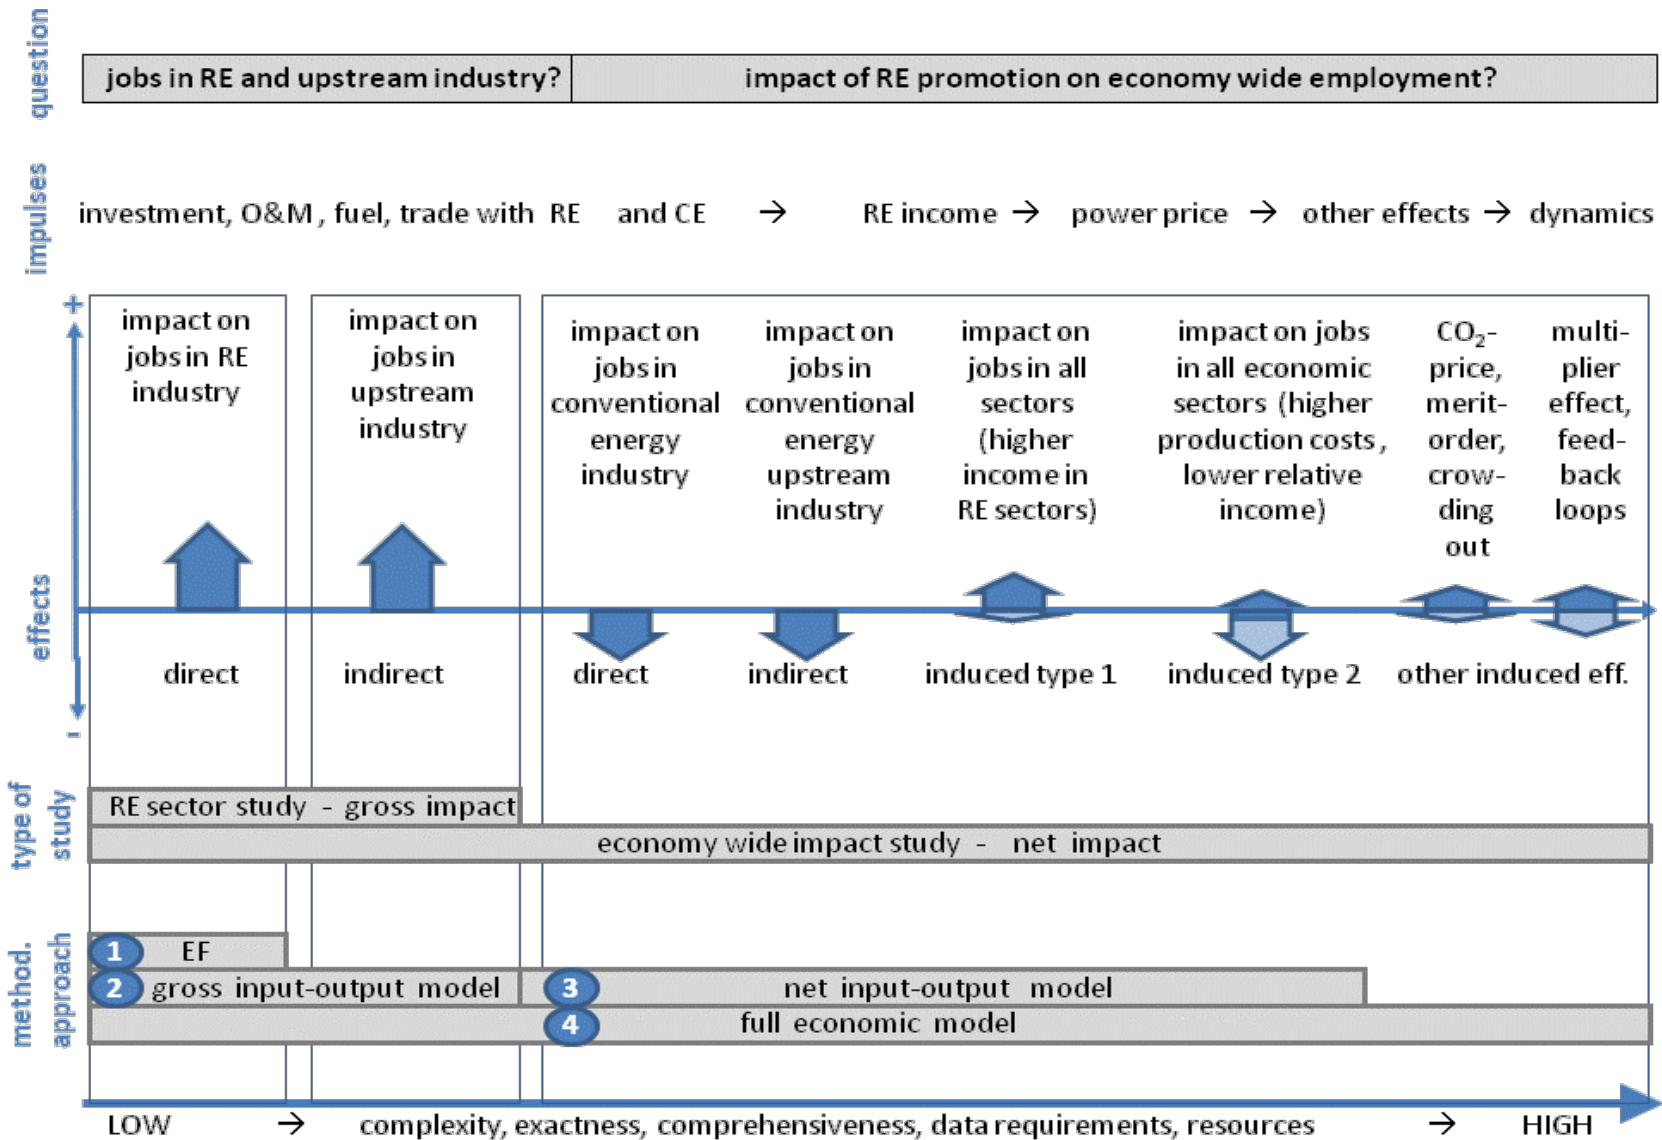 question
jobs in RE and upstream industry?
impact of RE promotion on economy wide employment?
impulses
investment, O&M, fuel, trade with RE and CE → RE income → power price → other effects → dynamics
effects
+
-
impact on
jobs in RE
industry
impact on
jobs in
upstream
industry
impact on
jobs in
conventional
energy
industry
impact on
jobs in
conventional
energy
upstream
industry
impact on
jobs in all
sectors
(higher
income in
RE sectors)
impact on jobs
in all economic
sectors (higher
production costs,
lower relative
income)
CO₂-
price,
merit-
order,
crow-
ding
out
multi-
plier
effect,
feed-
back
loops
direct
indirect
direct
indirect
induced type 1
induced type 2
other induced eff.
type of
study
RE sector study - gross impact
economy wide impact study - net impact
method.
approach
1 EF
2 gross input-output model
3 net input-output model
4 full economic model
LOW → complexity, exactness, comprehensiveness, data requirements, resources → HIGH